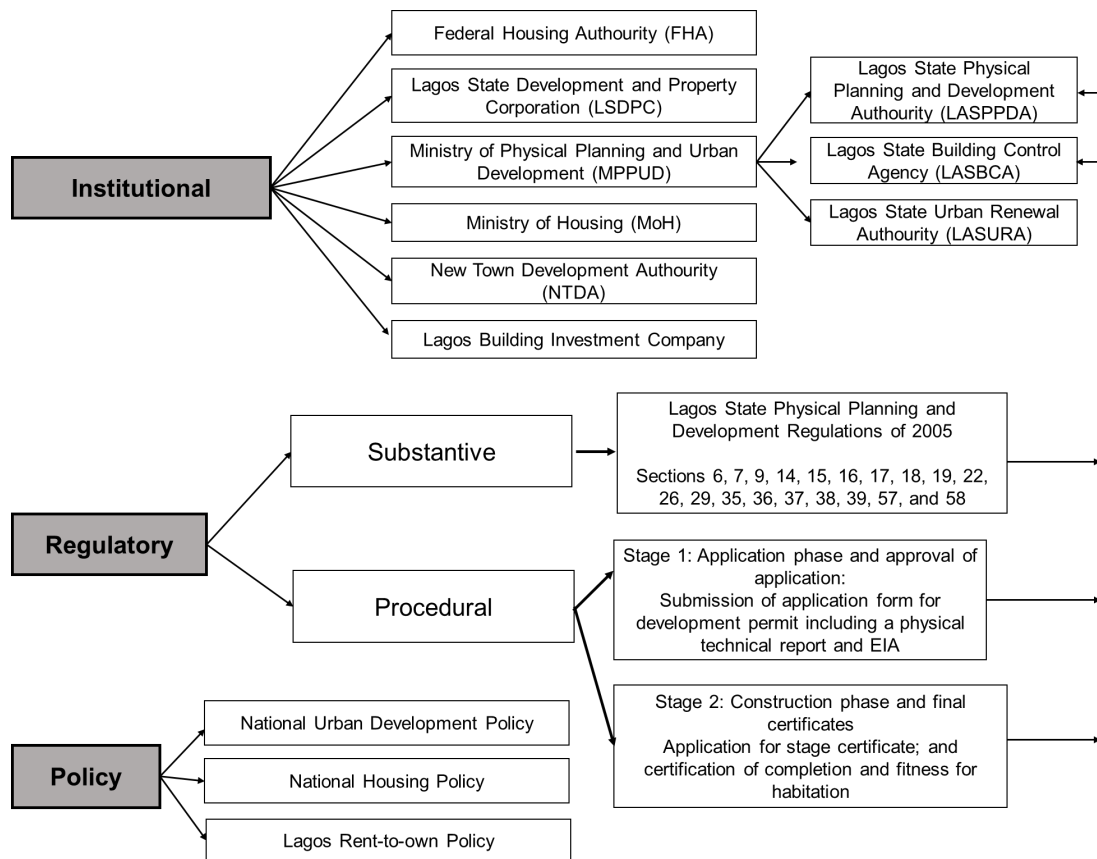 Institutional
Federal Housing Authourity (FHA)
Lagos State Development and Property
Corporation (LSDPC)
Ministry of Physical Planning and Urban
Development (MPPUD)
Ministry of Housing (MoH)
New Town Development Authourity
(NTDA)
Lagos Building Investment Company
Lagos State Physical
Planning and Development
Authourity (LASPPDA)
Lagos State Building Control
Agency (LASBCA)
Lagos State Urban Renewal
Authourity (LASURA)
Regulatory
Substantive
Lagos State Physical Planning and
Development Regulations of 2005
Sections 6, 7, 9, 14, 15, 16, 17, 18, 19, 22,
26, 29, 35, 36, 37, 38, 39, 57, and 58
Procedural
Stage 1: Application phase and approval of
application:
Submission of application form for
development permit including a physical
technical report and EIA
Stage 2: Construction phase and final
certificates
Application for stage certificate; and
certification of completion and fitness for
habitation
Policy
National Urban Development Policy
National Housing Policy
Lagos Rent-to-own Policy